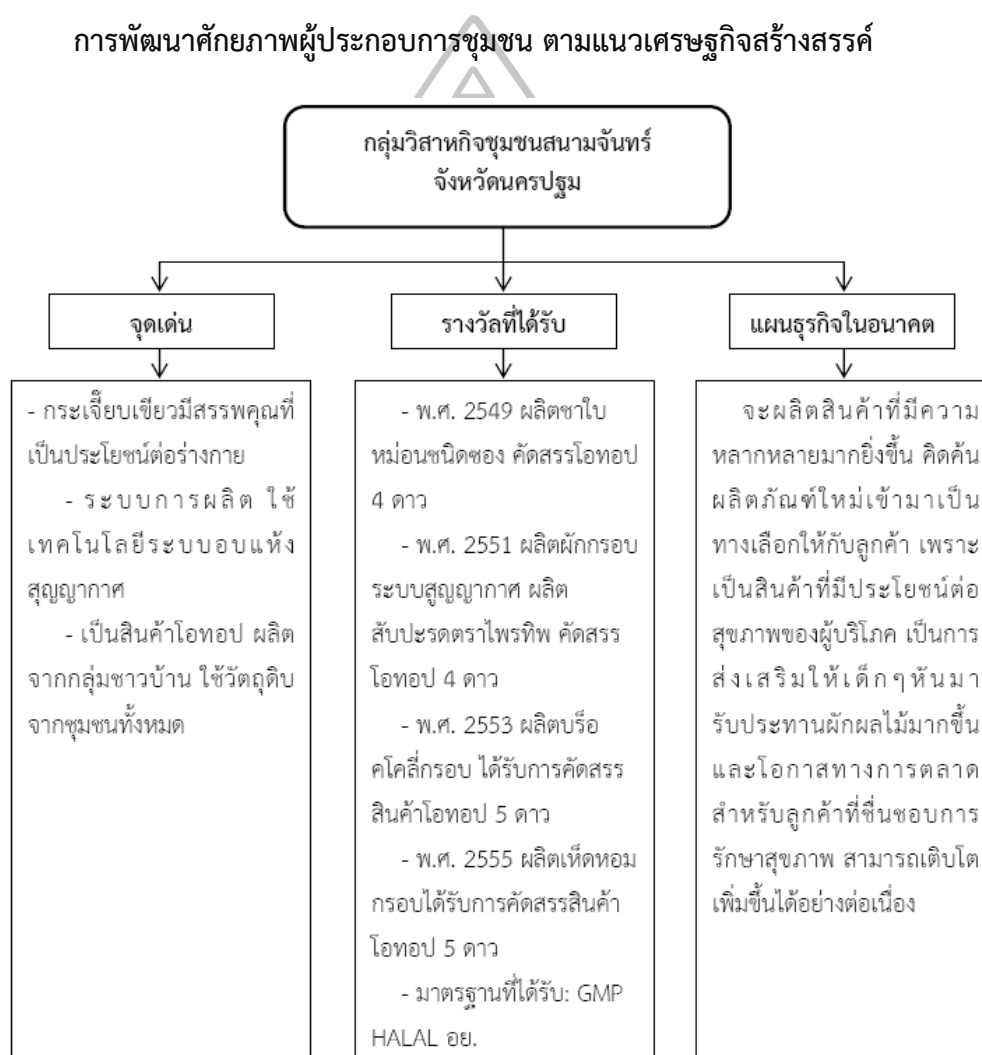 การพัฒนาศักยภาพผู้ประกอบการชุมชน ตามแนวเศรษฐกิจสร้างสรรค์
กลุ่มวิสาหกิจชุมชนสนามจันทร์
จังหวัดนครปฐม
จุดเด่น
- กระเจี๊ยบเขียวมีสรรพคุณที่
เป็นประโยชน์ต่อร่างกาย
- ระบบการผลิต ใช้
เทคโนโลยีระบบอบแห้ง
สุญญากาศ
- เป็นสินค้าโอทอป ผลิต
จากกลุ่มชาวบ้าน ใช้วัตถุดิบ
จากชุมชนทั้งหมด
รางวัลที่ได้รับ
- พ.ศ. 2549 ผลิตชาใบ
หม่อนชนิดซอง คัดสรรโอทอป
4 ดาว
- พ.ศ. 2551 ผลิตผักกรอบ
ระบบสูญญากาศ ผลิต
สับปะรดตราไพรทิพ คัดสรร
โอทอป 4 ดาว
- พ.ศ. 2553 ผลิตบร็อ
คโคลี่กรอบ ได้รับการคัดสรร
สินค้าโอทอป 5 ดาว
- พ.ศ. 2555 ผลิตเห็ดหอม
กรอบได้รับการคัดสรรสินค้า
โอทอป 5 ดาว
- มาตรฐานที่ได้รับ: GMP
HALAL อย.
แผนธุรกิจในอนาคต
จะผลิตสินค้าที่มีความ
หลากหลายมากยิ่งขึ้น คิดค้น
ผลิตภัณฑ์ใหม่เข้ามาเป็น
ทางเลือกให้กับลูกค้า เพราะ
เป็นสินค้าที่มีประโยชน์ต่อ
สุขภาพของผู้บริโภค เป็นการ
ส่งเสริมให้เด็กๆหันมา
รับประทานผักผลไม้มากขึ้น
และโอกาสทางการตลาด
สำหรับลูกค้าที่ชื่นชอบการ
รักษาสุขภาพ สามารถเติบโต
เพิ่มขึ้นได้อย่างต่อเนื่อง